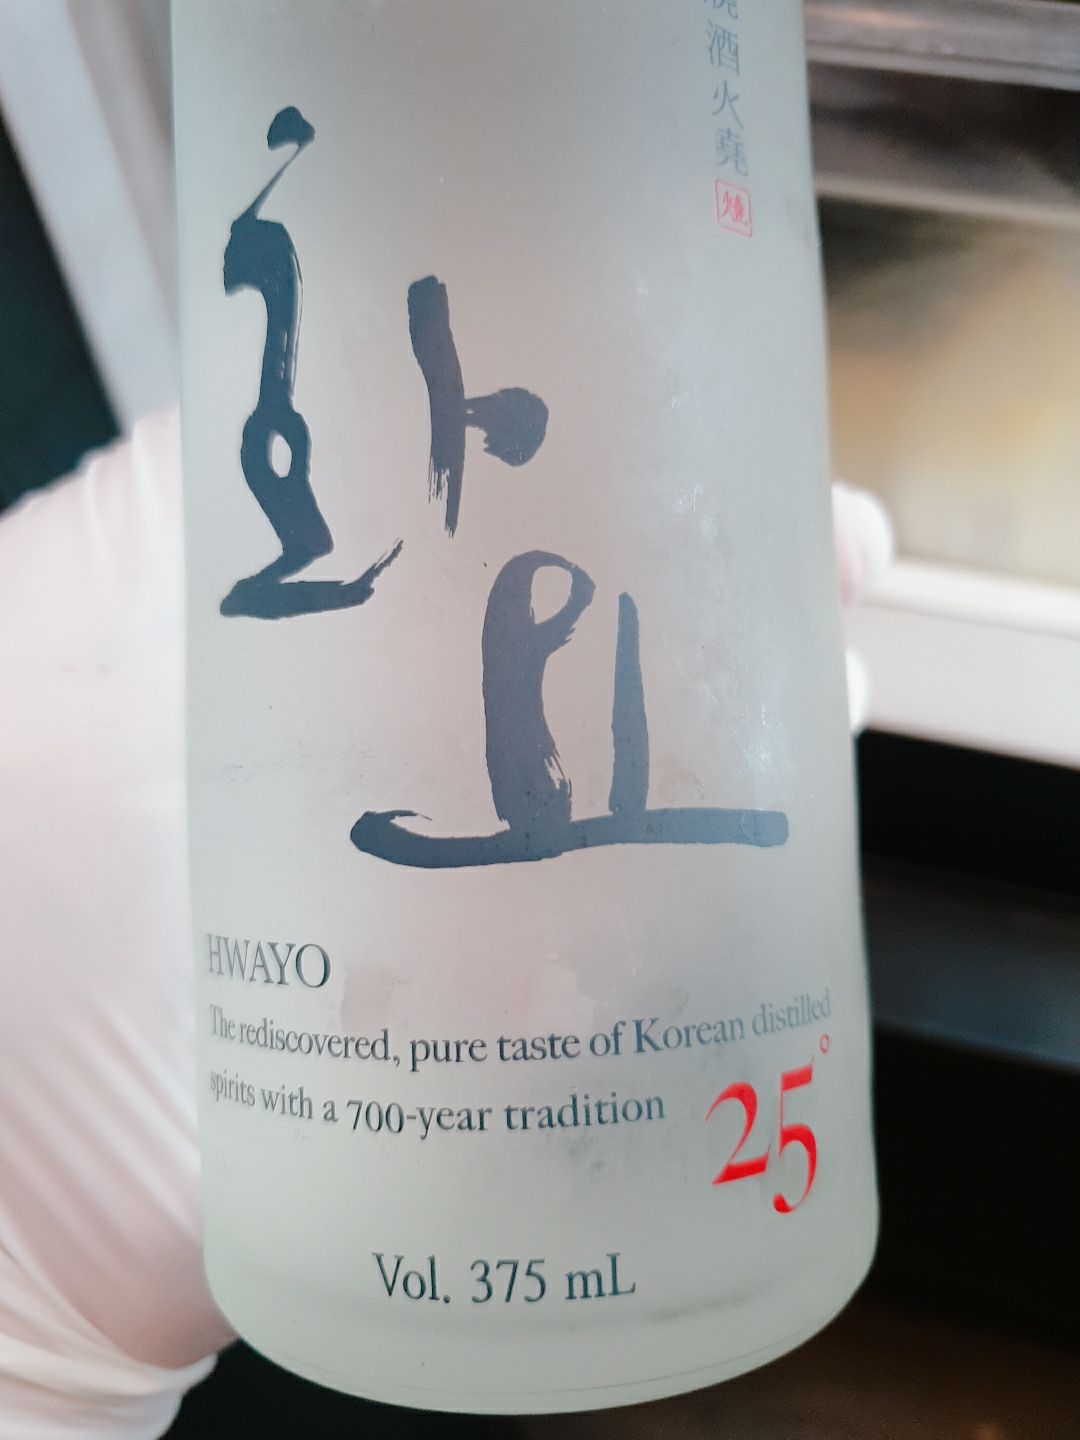 燒酒火堯
燒
화요
HWAYO
The rediscovered, pure taste of Korean distilled
spirits with a 700-year tradition
25°
Vol. 375 mL